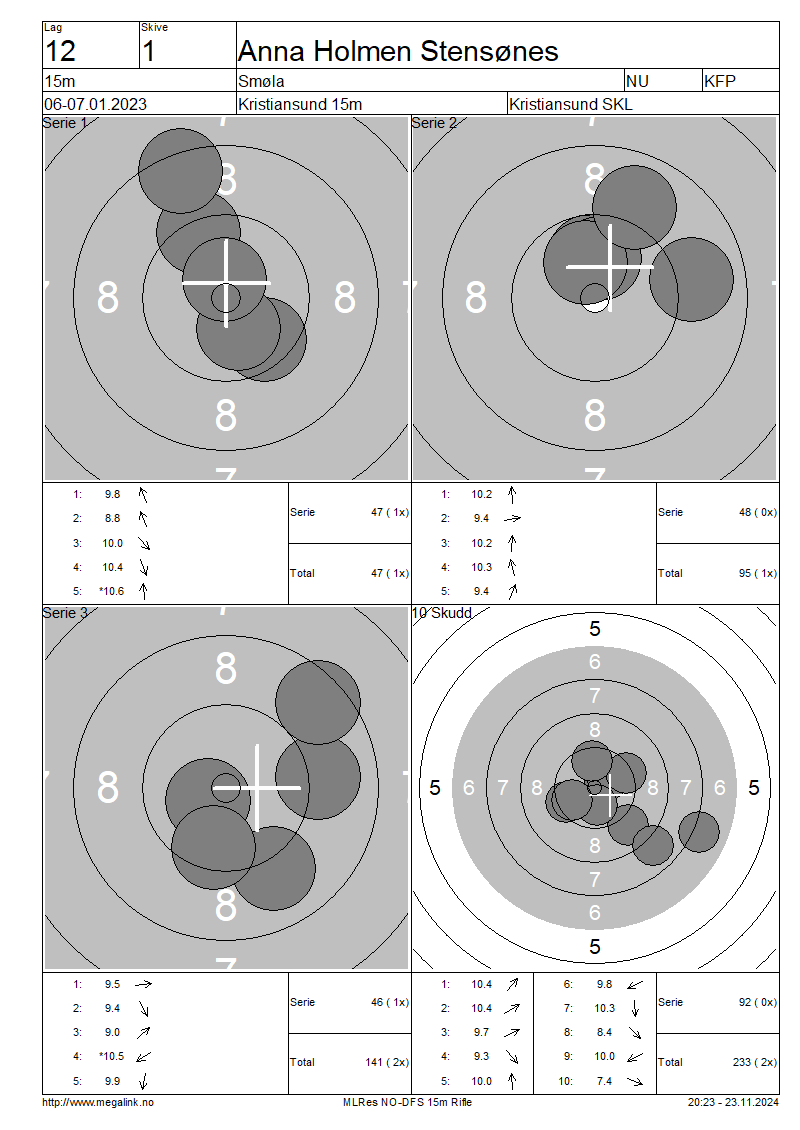 Lag
Skive
12
1
Anna Holmen Stensønes
15m
Smøla
NU
KFP
06-07.01.2023
Kristiansund 15m
Kristiansund SKL
Serie 1
8
8 8
8
7
Serie 2
8
8
8
7
1: 9.8
2: 8.8
3: 10.0
4: 10.4
5: *10.6
Serie 47 ( 1x)
Total 47 ( 1x)
1: 10.2
2: 9.4
3: 10.2
4: 10.3
5: 9.4
Serie 48 ( 0x)
Total 95 ( 1x)
Serie 3
8
8
8
7
10 Skudd
5
6
7
8
5 6 7 8 8 7 6 5
8
7
6
5
1: 9.5
2: 9.4
3: 9.0
4: *10.5
5: 9.9
Serie 46 ( 1x)
Total 141 ( 2x)
1: 10.4
2: 10.4
3: 9.7
4: 9.3
5: 10.0
6: 9.8
7: 10.3
8: 8.4
9: 10.0
10: 7.4
Serie 92 ( 0x)
Total 233 ( 2x)
http://www.megalink.no
MLRes NO-DFS 15m Rifle
20:23 - 23.11.2024